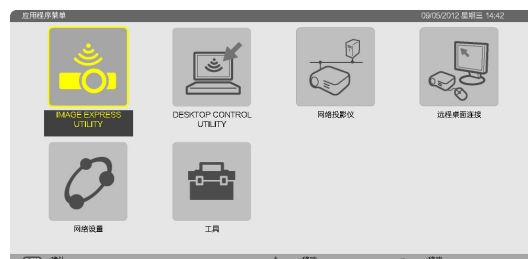 应用程序菜单
09/05/2012 星期三 14:42
IMAGE EXPRESS
UTILITY
DESKTOP CONTROL
UTILITY
网络投影仪
远程桌面连接
网络设置
工具